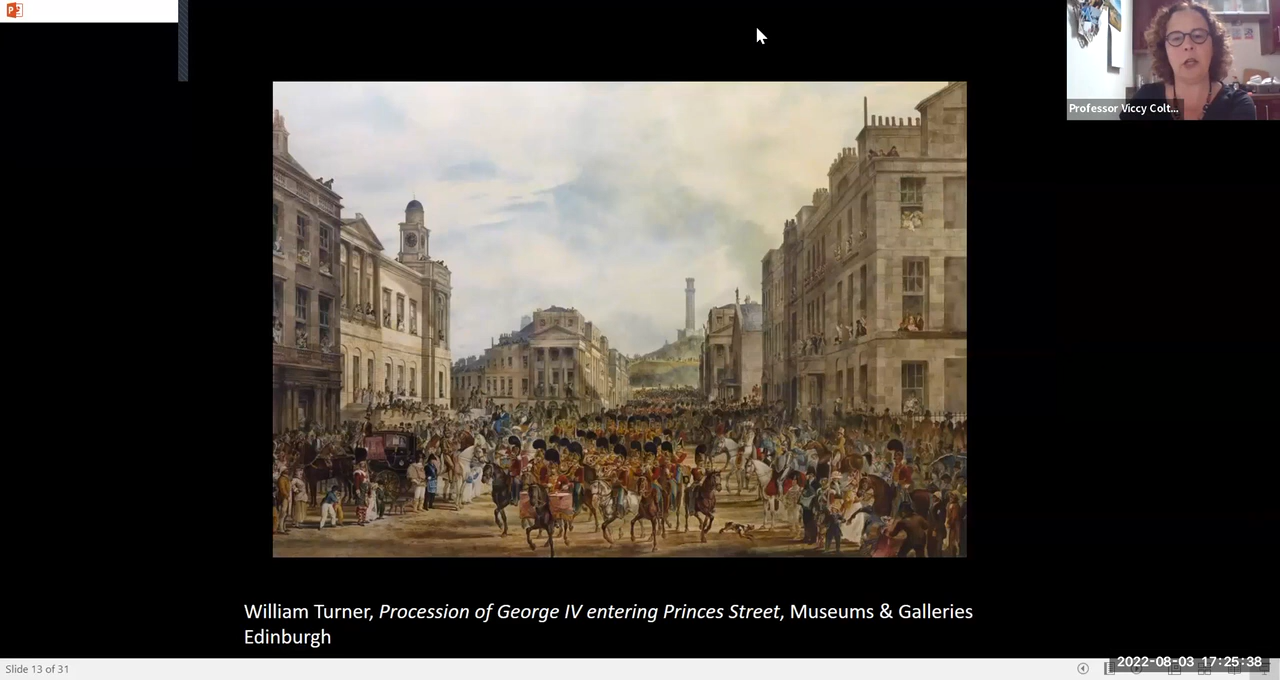 P
Professor Viccy Colt...
William Turner, Procession of George IV entering Princes Street, Museums & Galleries
Edinburgh
Slide 13 of 31
2022-08-03 17:25:38